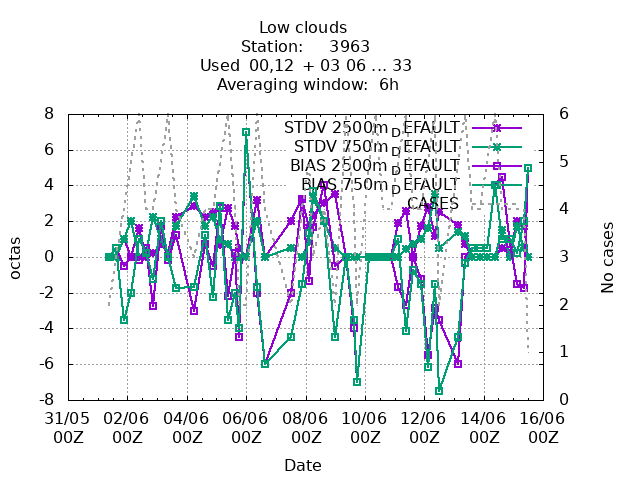 Low clouds
Station: 3963
Used 00,12 + 03 06 ... 33
Averaging window: 6h
STDV 2500m DEFAULT
STDV 750m DEFAULT
BIAS 2500m DEFAULT
BIAS 750m DEFAULT
CASES
8
6
4
2
0
-2
-4
-6
-8
octas
6
5
4
3
2
1
0
No cases
31/05 02/06 04/06 06/06 08/06 10/06 12/06 14/06 16/06
00Z 00Z 00Z 00Z 00Z 00Z 00Z 00Z 00Z
Date